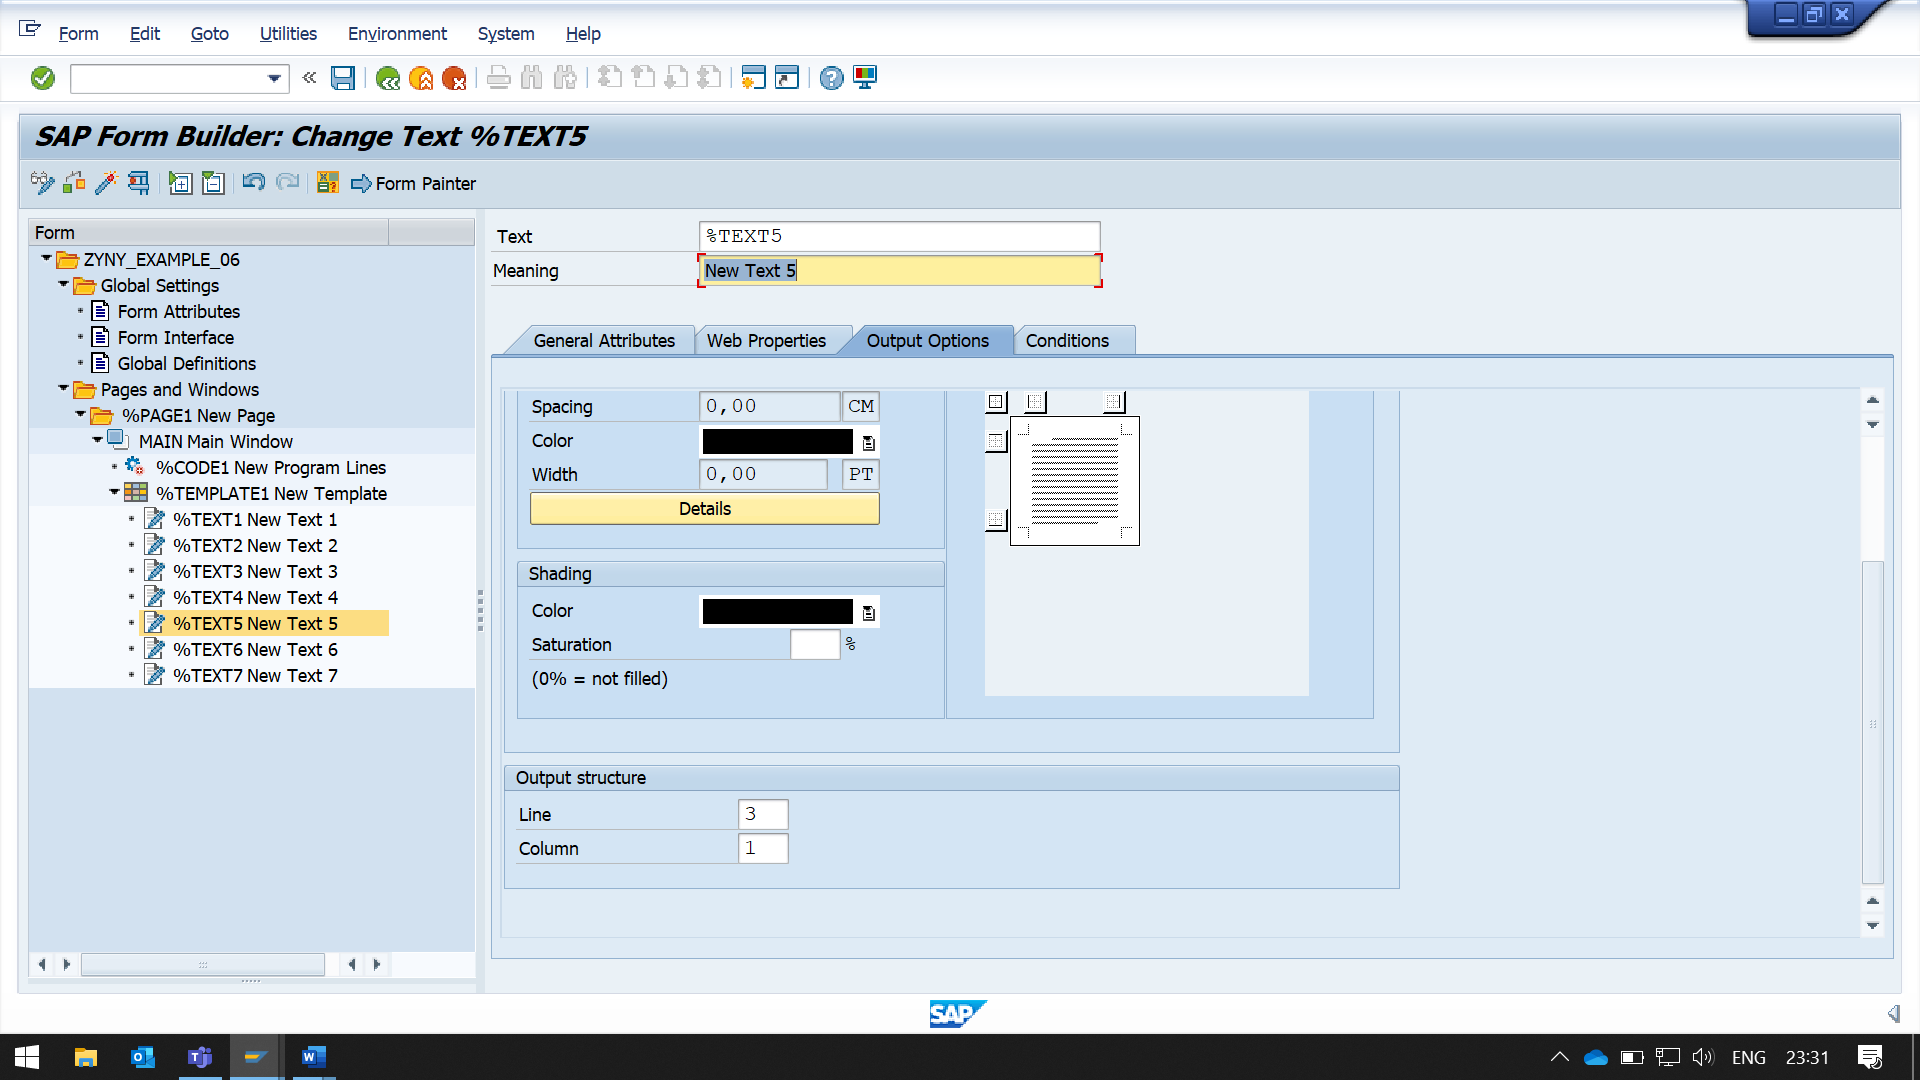 Form Edit Goto Utilities Environment System Help
SAP Form Builder: Change Text %TEXT5
Form Painter
Form
ZYNY_EXAMPLE_06
Global Settings
Form Attributes
Form Interface
Global Definitions
Pages and Windows
%PAGE1 New Page
MAIN Main Window
%CODE1 New Program Lines
%TEMPLATE1 New Template
%TEXT1 New Text 1
%TEXT2 New Text 2
%TEXT3 New Text 3
%TEXT4 New Text 4
%TEXT5 New Text 5
%TEXT6 New Text 6
%TEXT7 New Text 7
Text %TEXT5
Meaning New Text 5
General Attributes Web Properties Output Options Conditions
Spacing 0,00 CM
Color
Width 0,00 PT
Details
Shading
Color
Saturation %
(0% = not filled)
Output structure
Line 3
Column 1
SAP
ENG 23:31